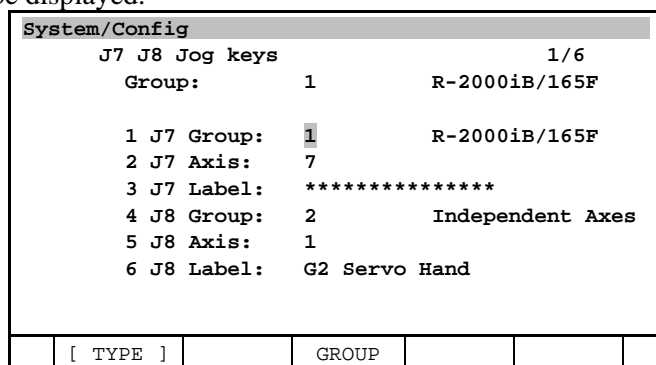 be displayed.
System/Config
J7 J8 Jog keys 1/6
Group: 1 R-2000iB/165F
1 J7 Group: 1 R-2000iB/165F
2 J7 Axis: 7
3 J7 Label: ***************
4 J8 Group: 2 Independent Axes
5 J8 Axis: 1
6 J8 Label: G2 Servo Hand
[ TYPE ] GROUP